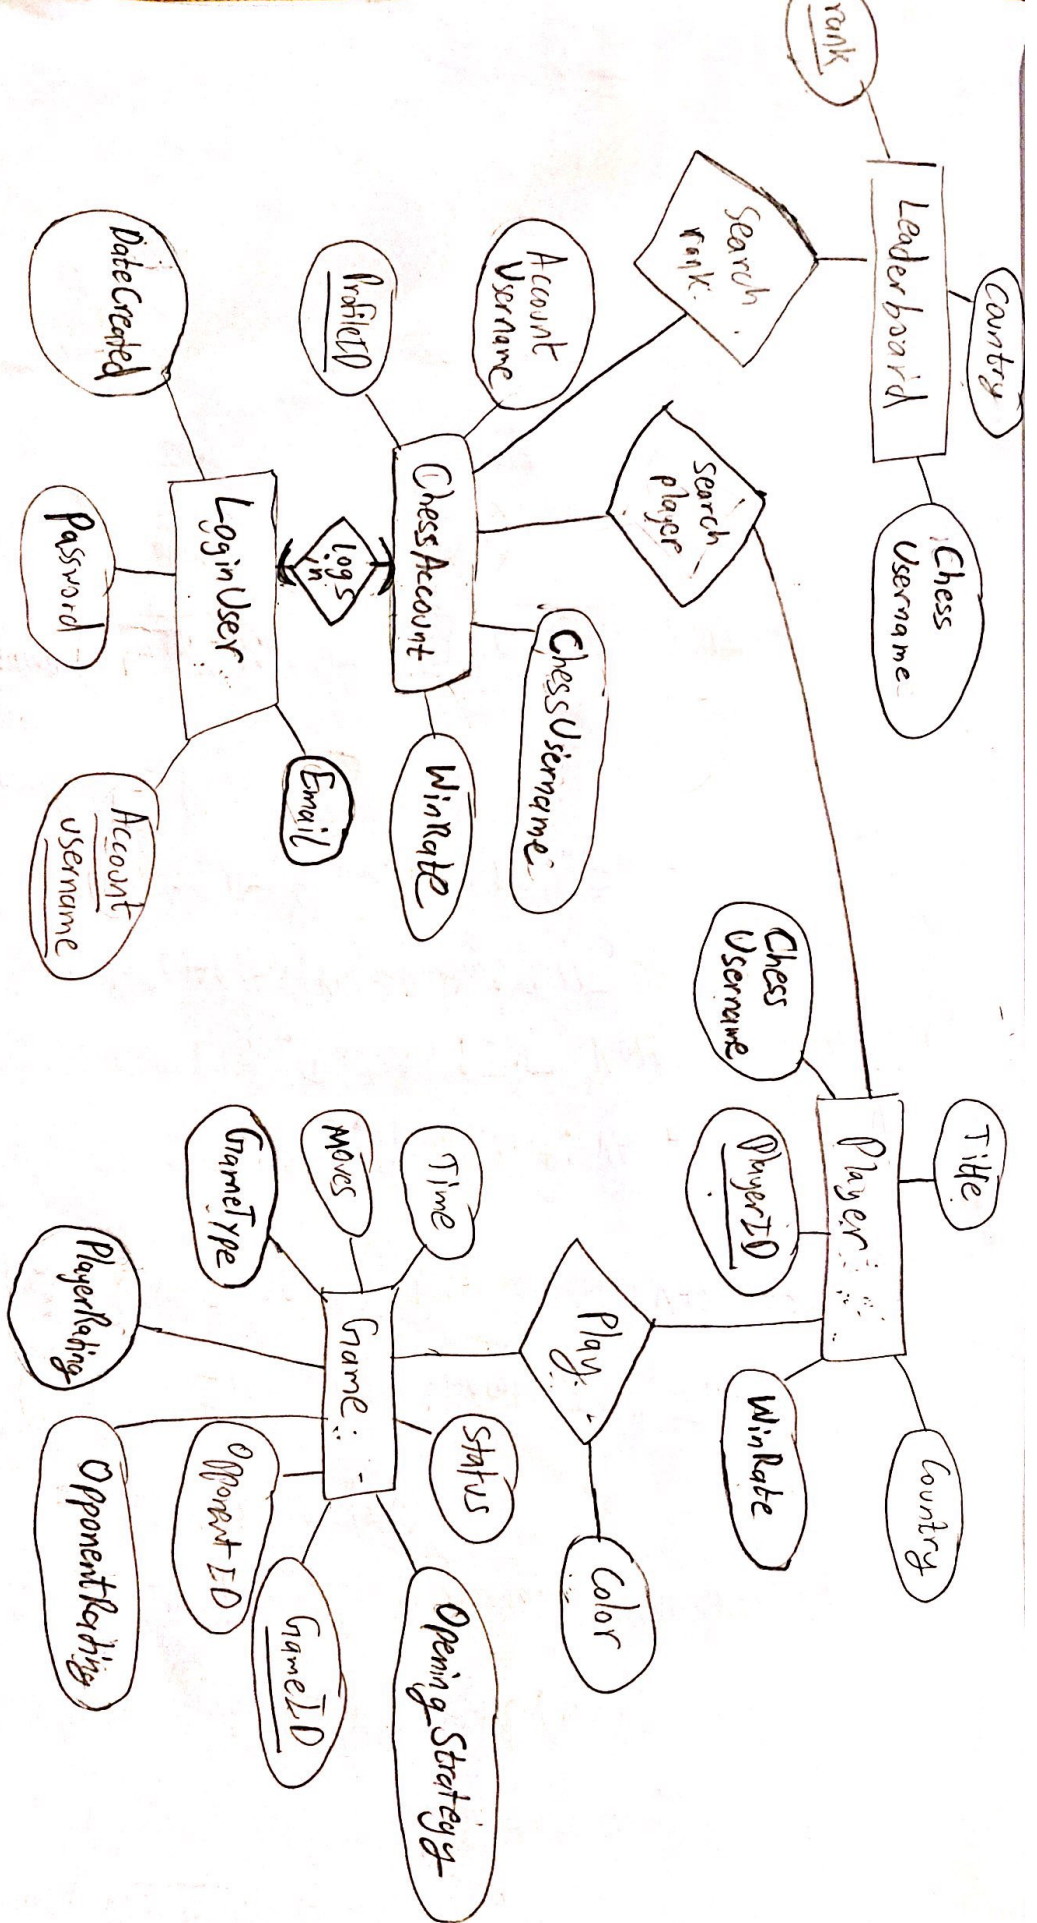 rank
Leaderboard
Country
Chess
Username
Search
rank.
Account
Username
ProfileID
DateCreated
Search
player
ChessAccount
ChessUsername
WinRate
Logs
in
LoginUser
Password
Email
Account
username
Chess
Username
PlayerID
Player
Title
Country
WinRate
Play
Color
Time
Moves
GameType
Game
PlayerRating
Status
OpponentID
OpponentRating
GameID
Opening Strategy